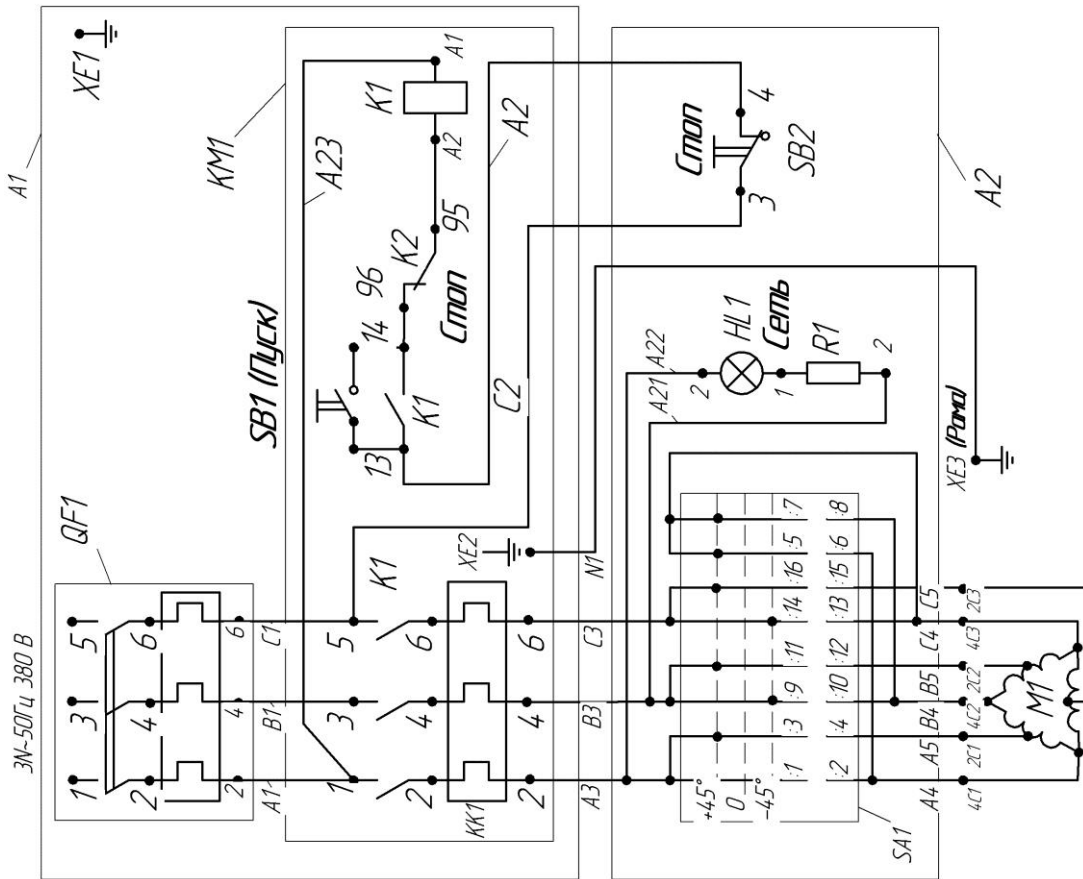 A1
XE1
KM1
A23
K1
A1
A2
A2
Стоп
SB2
3
4
A2
SB1 (Пуск)
13
14
96
95
K2
Стоп
K1
C2
QF1
3N~50Гц 380 В
1
3
5
2
4
6
2
4
6
A1
B1
C1
1
3
5
K1
2
4
6
KK1
2
4
6
XE2
N1
A3
B3
C3
A21
A22
2
HL1
Сеть
1
R1
2
XE3 (Рама)
+45°
0
-45°
:1
:3
:9
:11
:14
:16
:5
:7
:2
:4
:10
:12
:13
:15
:6
:8
SA1
A4
A5
B4
B5
C4
C5
4C1
2C1
4C2
2C2
4C3
2C3
M1